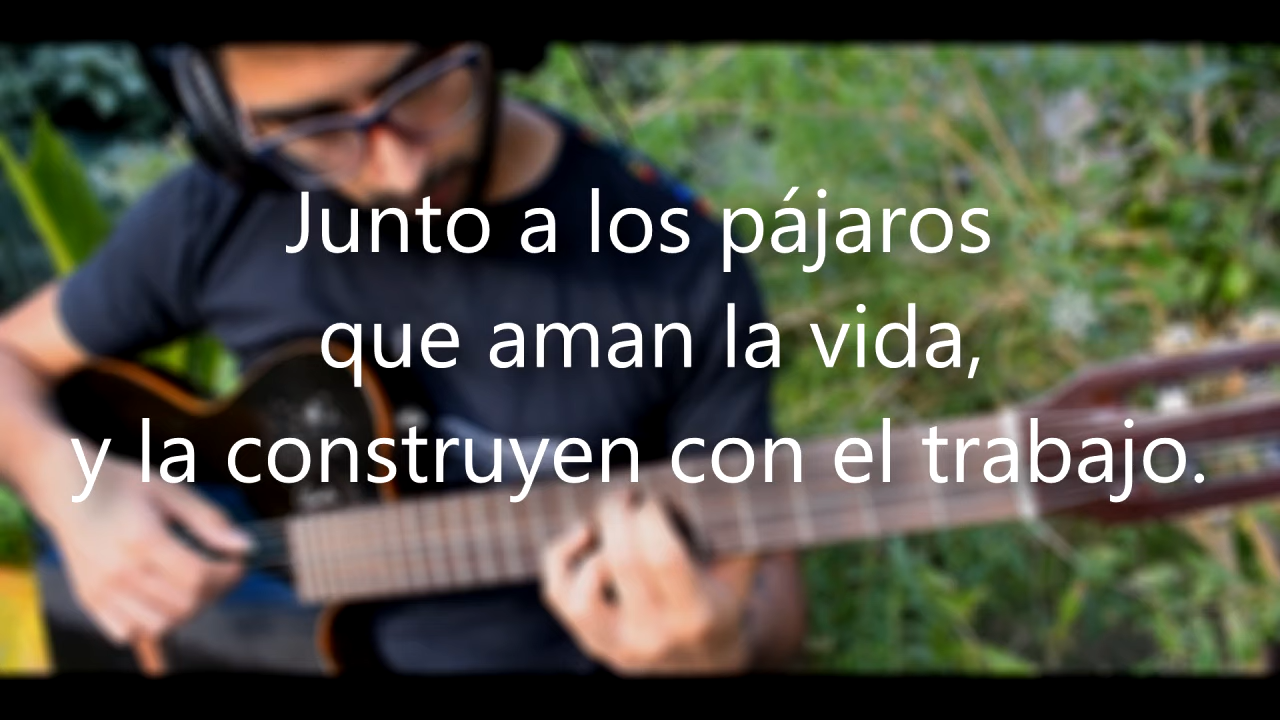 Junto a los pájaros
que aman la vida,
y la construyen con el trabajo.